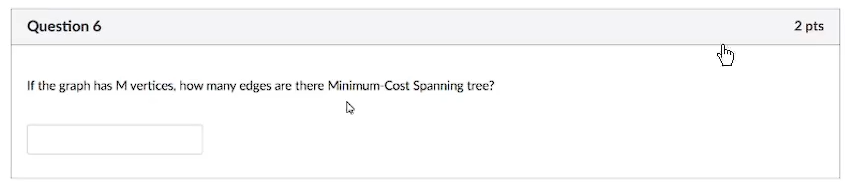 Question 6
2 pts
If the graph has M vertices, how many edges are there Minimum-Cost Spanning tree?